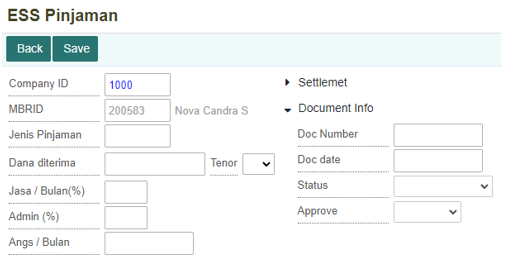 ESS Pinjaman
Back Save
Company ID 1000
MBRID 200583 Nova Candra S
Jenis Pinjaman
Dana diterima Tenor
Jasa / Bulan(%)
Admin (%)
Angs / Bulan
Settlemet
Document Info
Doc Number
Doc date
Status
Approve